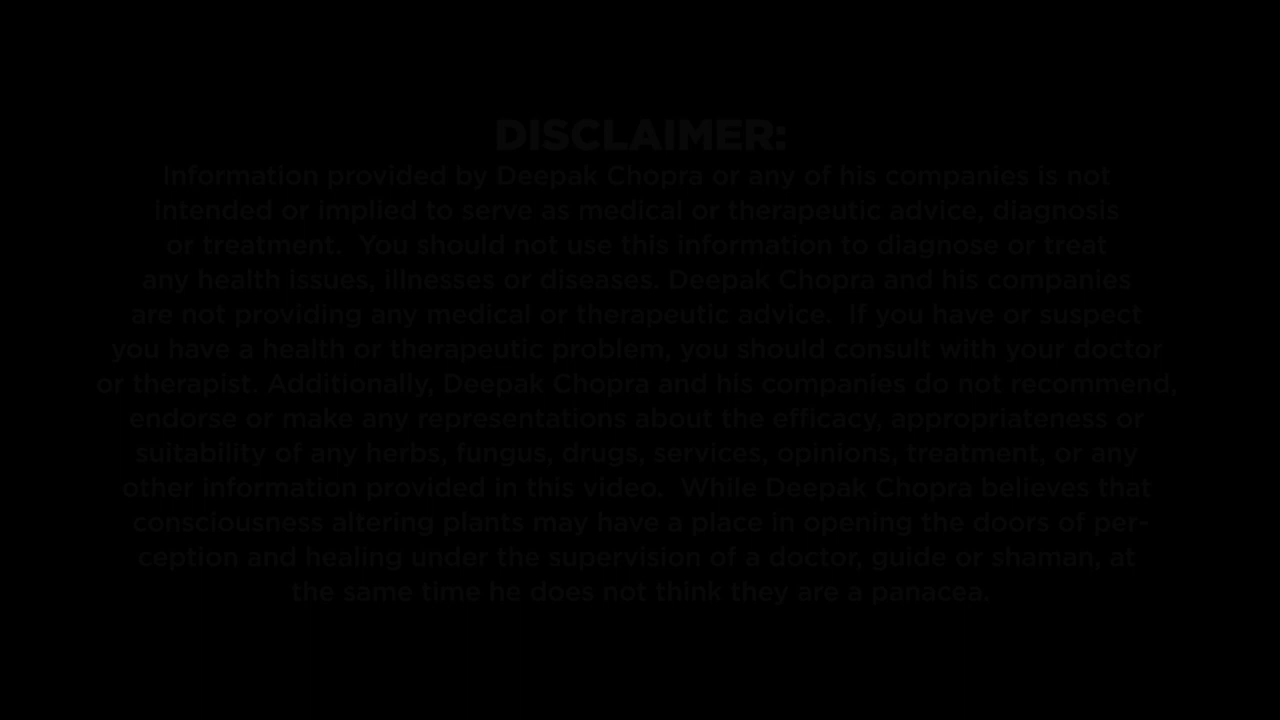 DISCLAIMER:
Information provided by Deepak Chopra or any of his companies is not
intended or implied to serve as medical or therapeutic advice, diagnosis
or treatment.  You should not use this information to diagnose or treat
any health issues, illnesses or diseases. Deepak Chopra and his companies
are not providing any medical or therapeutic advice.  If you have or suspect
you have a health or therapeutic problem, you should consult with your doctor
or therapist. Additionally, Deepak Chopra and his companies do not recommend,
endorse or make any representations about the efficacy, appropriateness or
suitability of any herbs, fungus, drugs, services, opinions, treatment, or any
other information provided in this video.  While Deepak Chopra believes that
consciousness altering plants may have a place in opening the doors of per-
ception and healing under the supervision of a doctor, guide or shaman, at
the same time he does not think they are a panacea.